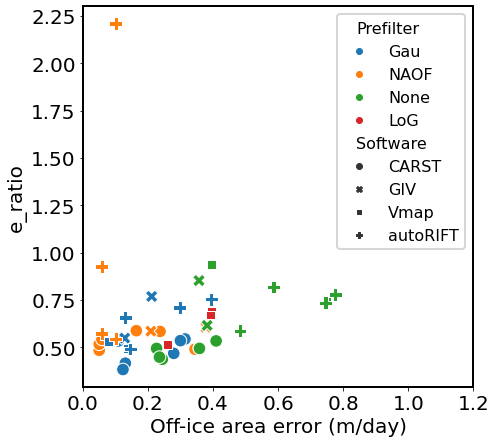 2.25
2.00
1.75
1.50
1.25
1.00
0.75
0.50
e_ratio
0.0 0.2 0.4 0.6 0.8 1.0 1.2
Off-ice area error (m/day)
Prefilter
Gau
NAOF
None
LoG
Software
CARST
GIV
Vmap
autoRIFT